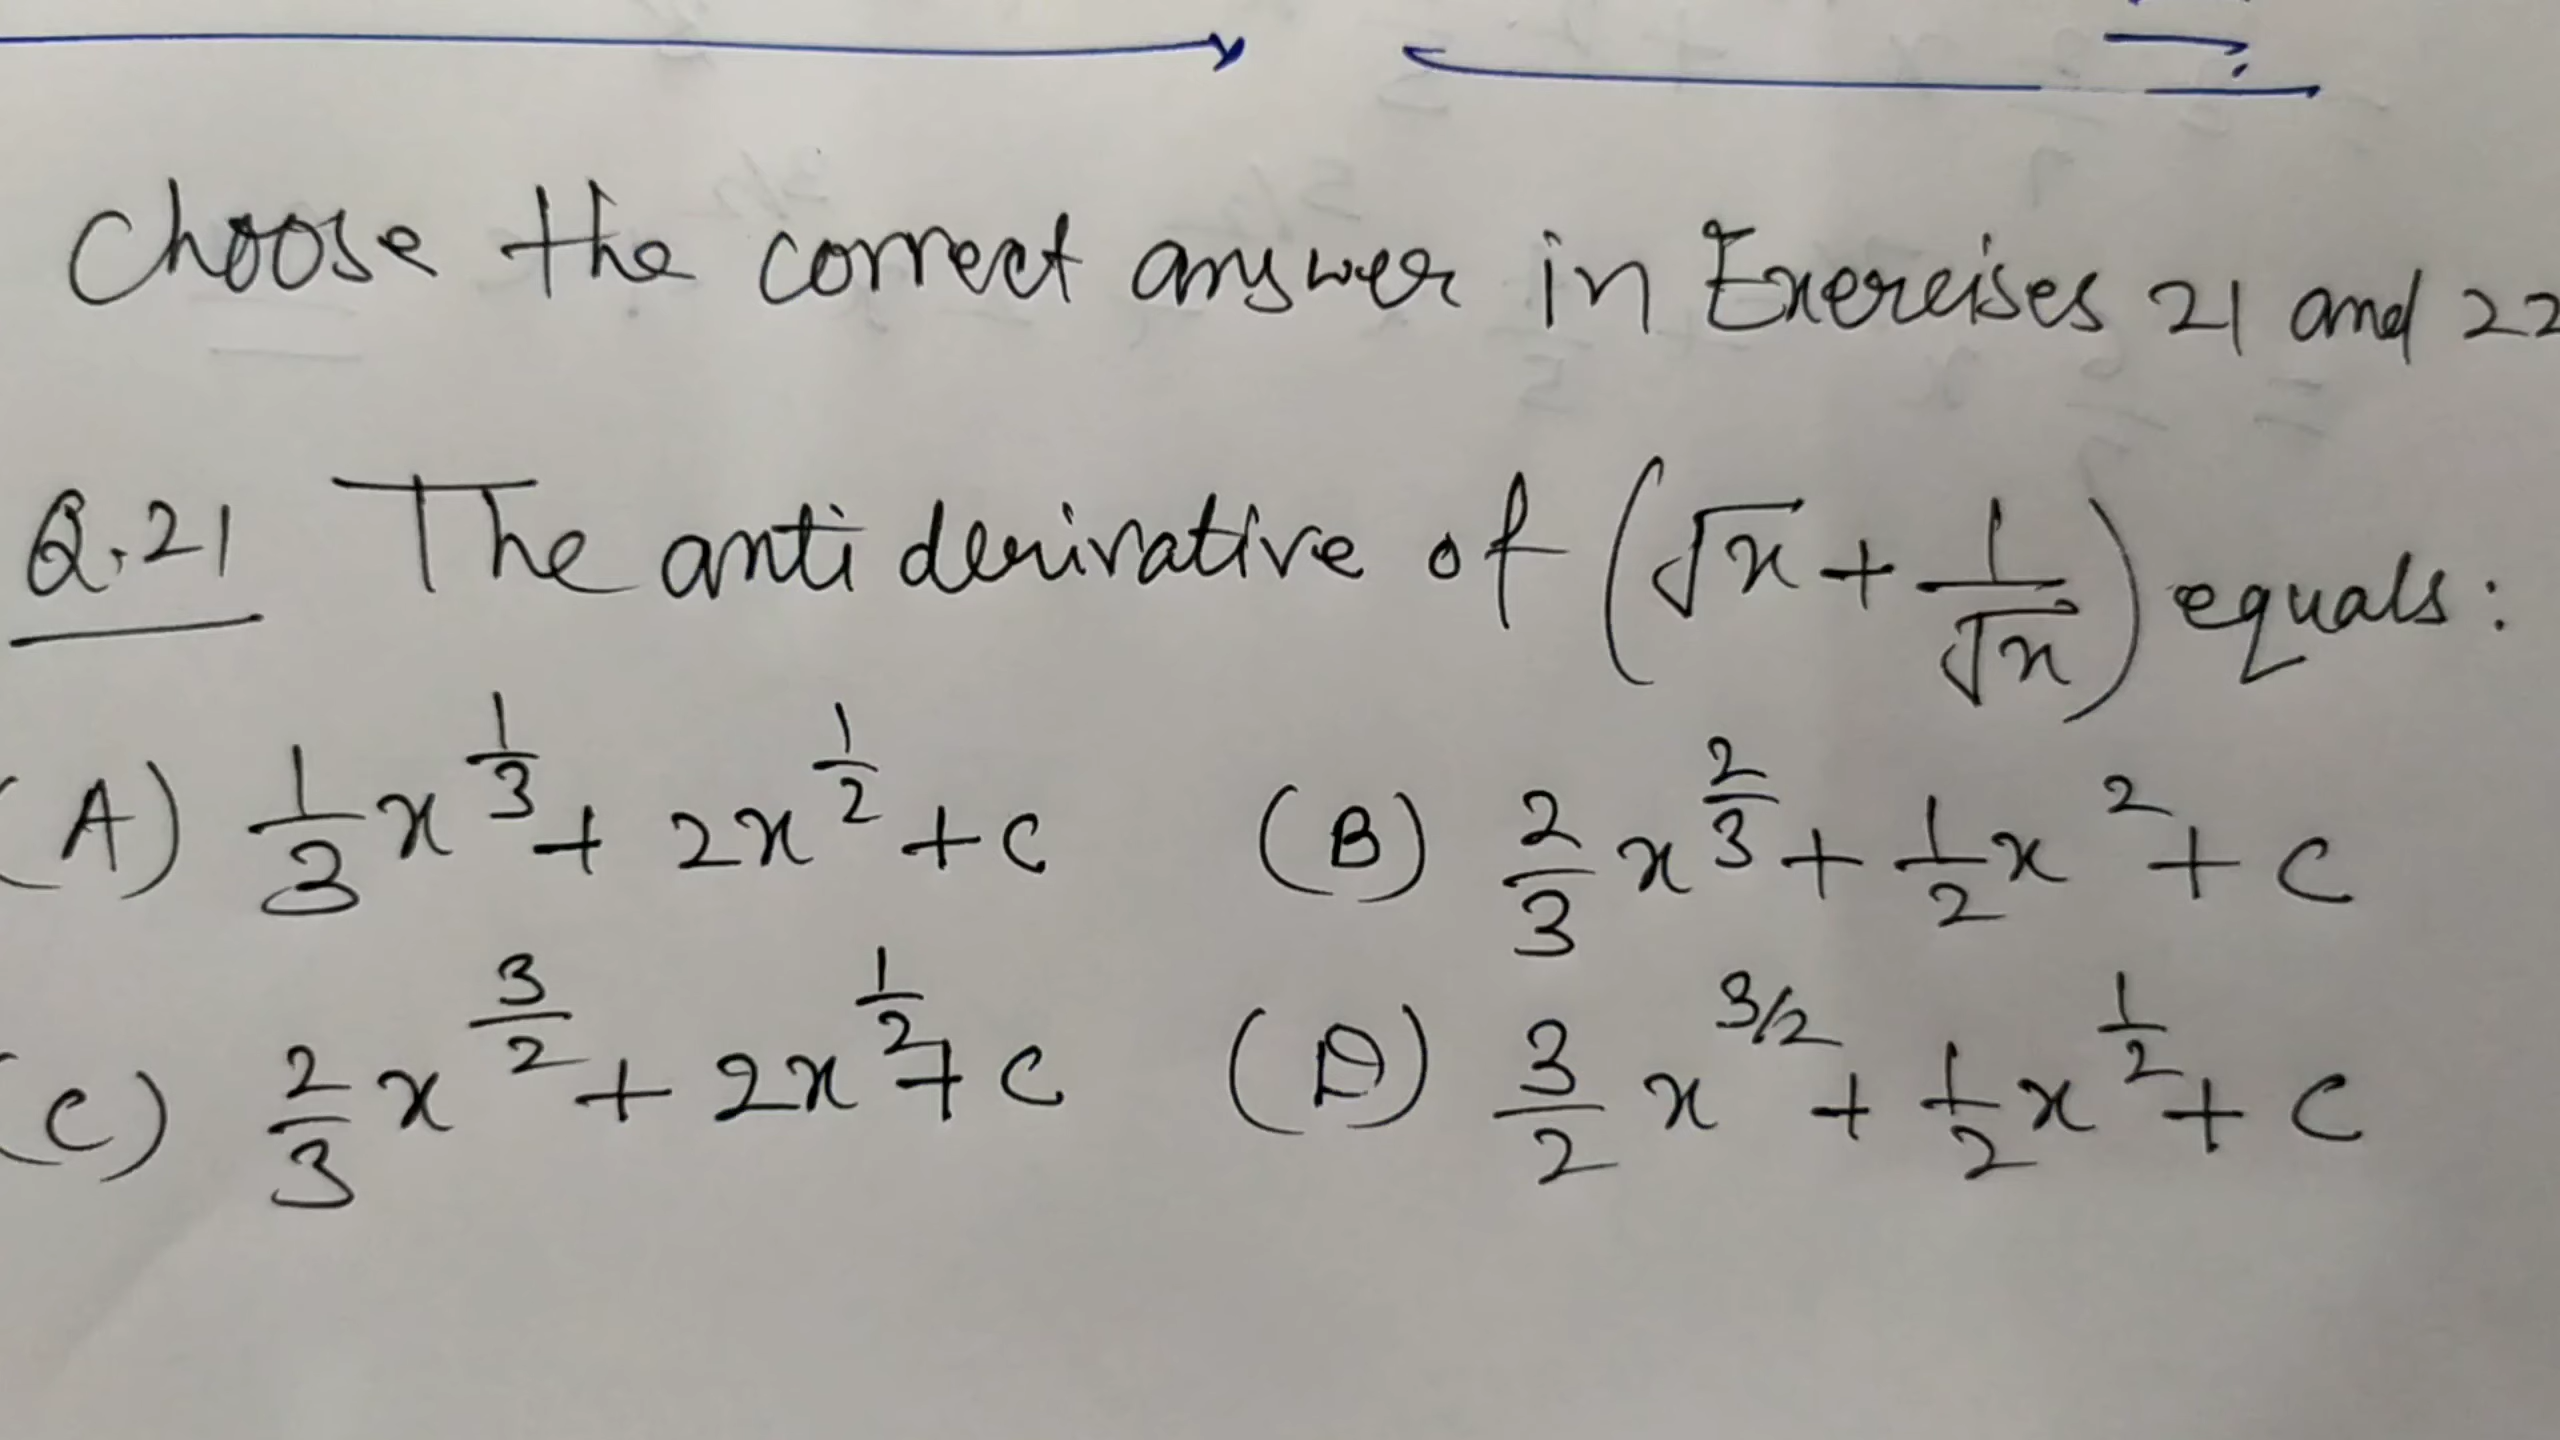 Choose the correct answer in Exercises 21 and 22
Q.21 The anti derivative of (√x + 1/√x) equals:
(A) 1/3 x^(1/3) + 2x^(1/2) + C (B) 2/3 x^(2/3) + 1/2 x^2 + C
(C) 2/3 x^(3/2) + 2x^(1/2) + C (D) 3/2 x^(3/2) + 1/2 x^(1/2) + C